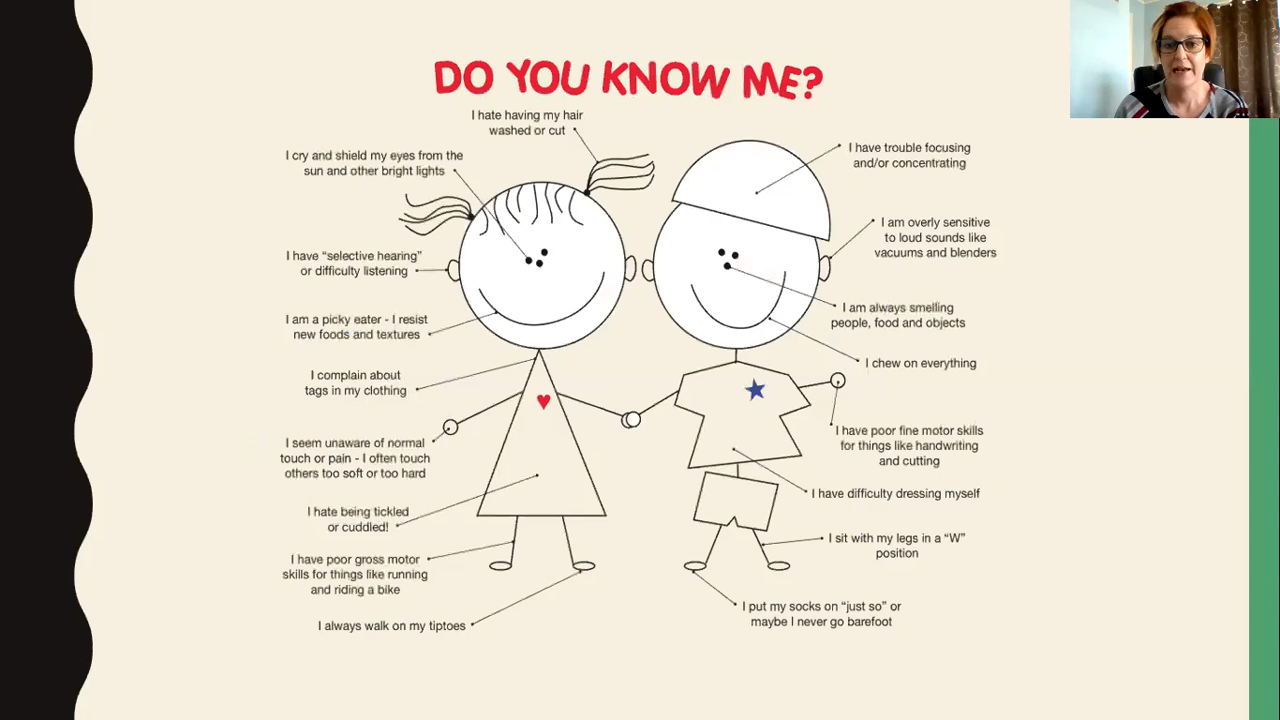 DO YOU KNOW ME?
I hate having my hair
washed or cut
I cry and shield my eyes from the
sun and other bright lights
I have “selective hearing”
or difficulty listening
I am a picky eater - I resist
new foods and textures
I complain about
tags in my clothing
I seem unaware of normal
touch or pain - I often touch
others too soft or too hard
I hate being tickled
or cuddled!
I have poor gross motor
skills for things like running
and riding a bike
I always walk on my tiptoes
I have trouble focusing
and/or concentrating
I am overly sensitive
to loud sounds like
vacuums and blenders
I am always smelling
people, food and objects
I chew on everything
I have poor fine motor skills
for things like handwriting
and cutting
I have difficulty dressing myself
I sit with my legs in a “W”
position
I put my socks on “just so” or
maybe I never go barefoot